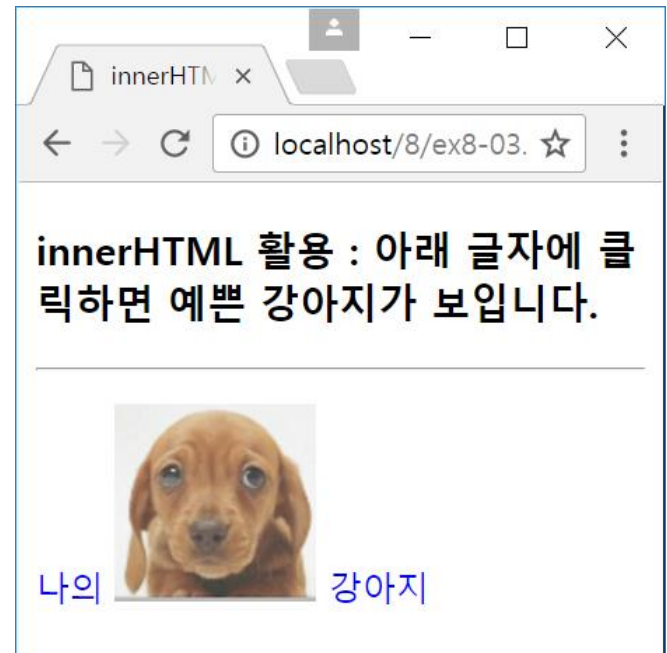 innerHTM
localhost/8/ex8-03.
innerHTML 활용 : 아래 글자에 클
릭하면 예쁜 강아지가 보입니다.
나의 강아지